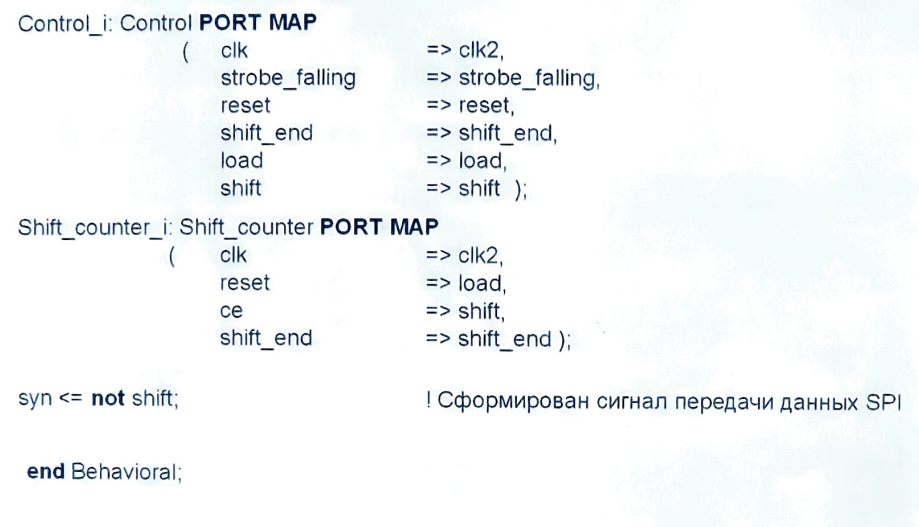 Control_i: Control PORT MAP
( clk => clk2,
strobe_falling => strobe_falling,
reset => reset,
shift_end => shift_end,
load => load,
shift => shift );
Shift_counter_i: Shift_counter PORT MAP
( clk => clk2,
reset => load,
ce => shift,
shift_end => shift_end );
syn <= not shift; ! Сформирован сигнал передачи данных SPI
end Behavioral;